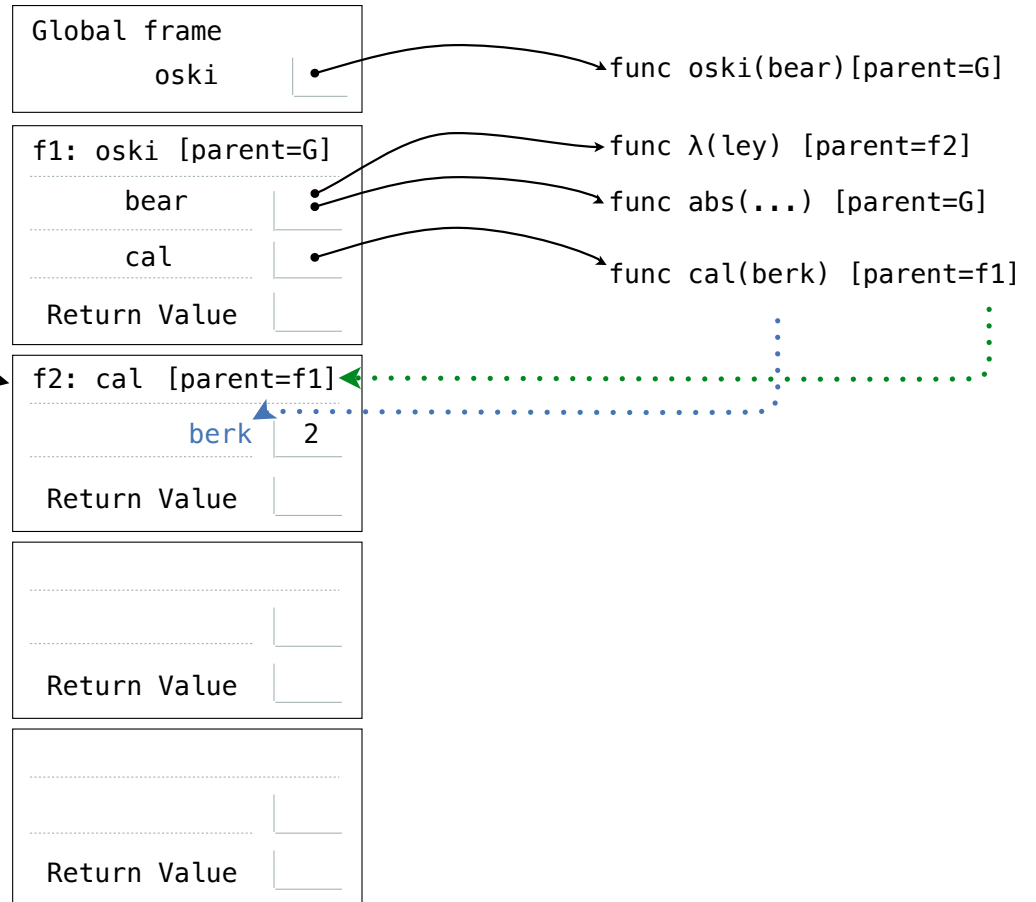 Global frame
oski
func oski(bear)[parent=G]
f1: oski [parent=G]
func λ(ley) [parent=f2]
bear
func abs(...) [parent=G]
cal
func cal(berk) [parent=f1]
Return Value
f2: cal [parent=f1]
berk 2
Return Value
Return Value
Return Value